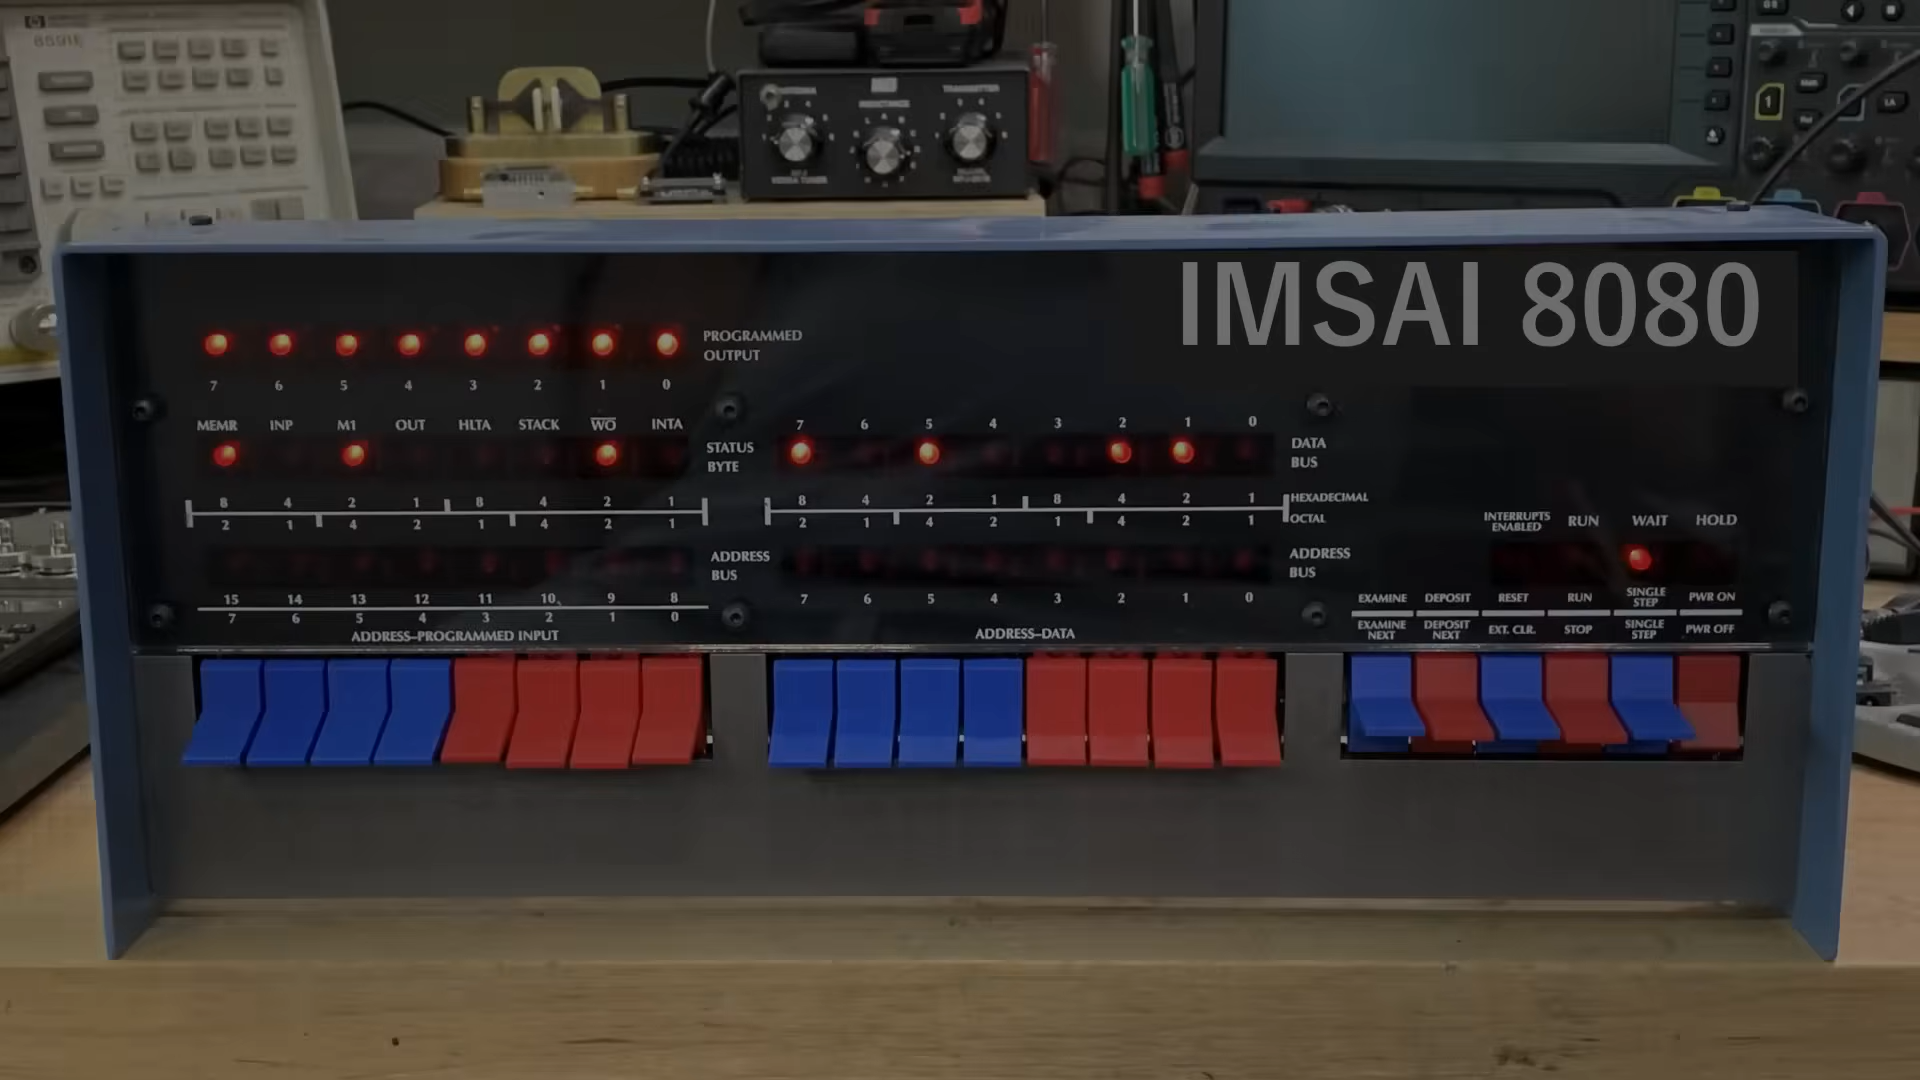 8591E
ANTENNA
INDUCTANCE
TRANSMITTER
IMSAI 8080
PROGRAMMED
OUTPUT
7 6 5 4 3 2 1 0
MEMR INP M1 OUT HLTA STACK WO INTA
STATUS
BYTE
7 6 5 4 3 2 1 0
DATA
BUS
8 4 2 1 8 4 2 1
2 1 4 2 1 4 2 1
8 4 2 1 8 4 2 1
2 1 4 2 1 4 2 1
HEXADECIMAL
OCTAL
ADDRESS
BUS
15 14 13 12 11 10 9 8
7 6 5 4 3 2 1 0
ADDRESS–PROGRAMMED INPUT
ADDRESS
BUS
7 6 5 4 3 2 1 0
ADDRESS–DATA
INTERRUPTS
ENABLED
RUN WAIT HOLD
EXAMINE
EXAMINE
NEXT
DEPOSIT
DEPOSIT
NEXT
RESET
EXT. CLR.
RUN
STOP
SINGLE
STEP
SINGLE
STEP
PWR ON
PWR OFF